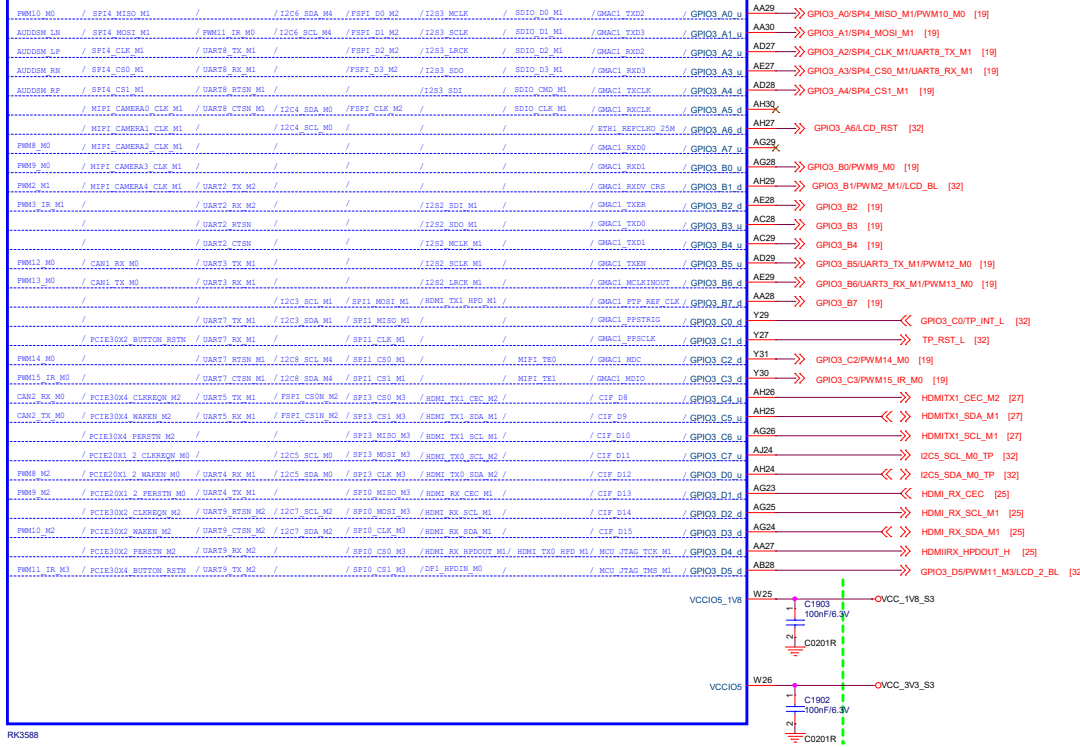 PWM10_M0 / SPI4_MISO_M1 / / I2C6_SDA_M4 / FSPI_D0_M2 / I2S3_MCLK / SDIO_D0_M1 / GMAC1_TXD2 / GPIO3_A0_u AA29 GPIO3_A0/SPI4_MISO_M1/PWM10_M0 [19]
AUDDSM_LN / SPI4_MOSI_M1 / PWM11_IR_M0 / I2C6_SCL_M4 / FSPI_D1_M2 / I2S3_SCLK / SDIO_D1_M1 / GMAC1_TXD3 / GPIO3_A1_u AA30 GPIO3_A1/SPI4_MOSI_M1 [19]
AUDDSM_LP / SPI4_CLK_M1 / UART8_TX_M1 / / FSPI_D2_M2 / I2S3_LRCK / SDIO_D2_M1 / GMAC1_RXD2 / GPIO3_A2_u AD27 GPIO3_A2/SPI4_CLK_M1/UART8_TX_M1 [19]
AUDDSM_RN / SPI4_CS0_M1 / UART8_RX_M1 / /FSPI_D3_M2 / I2S3_SDO / SDIO_D3_M1 / GMAC1_RXD3 / GPIO3_A3_u AE27 GPIO3_A3/SPI4_CS0_M1/UART8_RX_M1 [19]
AUDDSM_RP / SPI4_CS1_M1 / UART8_RTSN_M1 / / / I2S3_SDI / SDIO_CMD_M1 / GMAC1_TXCLK / GPIO3_A4_d AD28 GPIO3_A4/SPI4_CS1_M1 [19]
/ MIPI_CAMERA0_CLK_M1 / UART8_CTSN_M1 / I2C4_SDA_M0 / FSPI_CLK_M2 / / SDIO_CLK_M1 / GMAC1_RXCLK / GPIO3_A5_d AH30
/ MIPI_CAMERA1_CLK_M1 / / I2C4_SCL_M0 / / / / ETH1_REFCLKO_25M / GPIO3_A6_d AH27 GPIO3_A6/LCD_RST [32]
PWM8_M0 / MIPI_CAMERA2_CLK_M1 / / / / / / GMAC1_RXD0 / GPIO3_A7_u AG29
PWM9_M0 / MIPI_CAMERA3_CLK_M1 / / / / / / GMAC1_RXD1 / GPIO3_B0_u AG28 GPIO3_B0/PWM9_M0 [19]
PWM2_M1 / MIPI_CAMERA4_CLK_M1 / UART2_TX_M2 / / / / / GMAC1_RXDV_CRS / GPIO3_B1_d AH29 GPIO3_B1/PWM2_M1//LCD_BL [32]
PWM3_IR_M1 / / UART2_RX_M2 / / / I2S2_SDI_M1 / / GMAC1_TXER / GPIO3_B2_d AE28 GPIO3_B2 [19]
/ / UART2_RTSN / / / I2S2_SDO_M1 / / GMAC1_TXD0 / GPIO3_B3_u AC28 GPIO3_B3 [19]
/ / UART2_CTSN / / / I2S2_MCLK_M1 / / GMAC1_TXD1 / GPIO3_B4_u AC29 GPIO3_B4 [19]
PWM12_M0 / CAN1_RX_M0 / UART3_TX_M1 / / / I2S2_SCLK_M1 / / GMAC1_TXEN / GPIO3_B5_u AD29 GPIO3_B5/UART3_TX_M1/PWM12_M0 [19]
PWM13_M0 / CAN1_TX_M0 / UART3_RX_M1 / / / I2S2_LRCK_M1 / / GMAC1_MCLKINOUT / GPIO3_B6_d AE29 GPIO3_B6/UART3_RX_M1/PWM13_M0 [19]
/ / / I2C3_SCL_M1 / SPI1_MOSI_M1 / HDMI_TX1_HPD_M1 / / GMAC1_PTP_REF_CLK / GPIO3_B7_d AA28 GPIO3_B7 [19]
/ / UART7_TX_M1 / I2C3_SDA_M1 / SPI1_MISO_M1 / / / GMAC1_PPSTRIG / GPIO3_C0_d Y29 GPIO3_C0/TP_INT_L [32]
/ PCIE30X2_BUTTON_RSTN / UART7_RX_M1 / / SPI1_CLK_M1 / / / GMAC1_PPSCLK / GPIO3_C1_d Y27 TP_RST_L [32]
PWM14_M0 / / UART7_RTSN_M1 / I2C8_SCL_M4 / SPI1_CS0_M1 / / MIPI_TE0 / GMAC1_MDC / GPIO3_C2_d Y31 GPIO3_C2/PWM14_M0 [19]
PWM15_IR_M0 / / UART7_CTSN_M1 / I2C8_SDA_M4 / SPI1_CS1_M1 / / MIPI_TE1 / GMAC1_MDIO / GPIO3_C3_d Y30 GPIO3_C3/PWM15_IR_M0 [19]
CAN2_RX_M0 / PCIE30X4_CLKREQN_M2 / UART5_TX_M1 / FSPI_CS0N_M2 / SPI3_CS0_M3 / HDMI_TX1_CEC_M2 / / CIF_D8 / GPIO3_C4_u AH26 HDMITX1_CEC_M2 [27]
CAN2_TX_M0 / PCIE30X4_WAKEN_M2 / UART5_RX_M1 / FSPI_CS1N_M2 / SPI3_CS1_M3 / HDMI_TX1_SDA_M1 / / CIF_D9 / GPIO3_C5_u AH25 HDMITX1_SDA_M1 [27]
/ PCIE30X4_PERSTN_M2 / / / SPI3_MISO_M3 / HDMI_TX1_SCL_M1 / / CIF_D10 / GPIO3_C6_u AG26 HDMITX1_SCL_M1 [27]
/ PCIE20X1_2_CLKREQN_M0 / / I2C5_SCL_M0 / SPI3_MOSI_M3 / HDMI_TX0_SCL_M2 / / CIF_D11 / GPIO3_C7_u AJ24 I2C5_SCL_M0_TP [32]
PWM8_M2 / PCIE20X1_2_WAKEN_M0 / UART4_RX_M1 / I2C5_SDA_M0 / SPI3_CLK_M3 / HDMI_TX0_SDA_M2 / / CIF_D12 / GPIO3_D0_u AH24 I2C5_SDA_M0_TP [32]
PWM9_M2 / PCIE20X1_2_PERSTN_M0 / UART4_TX_M1 / / SPI0_MISO_M3 / HDMI_RX_CEC_M1 / / CIF_D13 / GPIO3_D1_d AG23 HDMI_RX_CEC [25]
/ PCIE30X2_CLKREQN_M2 / UART9_RTSN_M2 / I2C7_SCL_M2 / SPI0_MOSI_M3 / HDMI_RX_SCL_M1 / / CIF_D14 / GPIO3_D2_d AG25 HDMI_RX_SCL_M1 [25]
PWM10_M2 / PCIE30X2_WAKEN_M2 / UART9_CTSN_M2 / I2C7_SDA_M2 / SPI0_CLK_M3 / HDMI_RX_SDA_M1 / / CIF_D15 / GPIO3_D3_d AG24 HDMI_RX_SDA_M1 [25]
/ PCIE30X2_PERSTN_M2 / UART9_RX_M2 / / SPI0_CS0_M3 / HDMI_RX_HPDOUT_M1 / HDMI_TX0_HPD_M1 / MCU_JTAG_TCK_M1 / GPIO3_D4_d AA27 HDMIIRX_HPDOUT_H [25]
PWM11_IR_M3 / PCIE30X4_BUTTON_RSTN / UART9_TX_M2 / / SPI0_CS1_M3 / DP1_HPDIN_M0 / / MCU_JTAG_TMS_M1 / GPIO3_D5_d AB28 GPIO3_D5/PWM11_M3/LCD_2_BL [32
VCCIO5_1V8 W25 VCC_1V8_S3
1 C1903
100nF/6.3V
2 C0201R
VCCIO5 W26 VCC_3V3_S3
1 C1902
100nF/6.3V
2 C0201R
RK3588